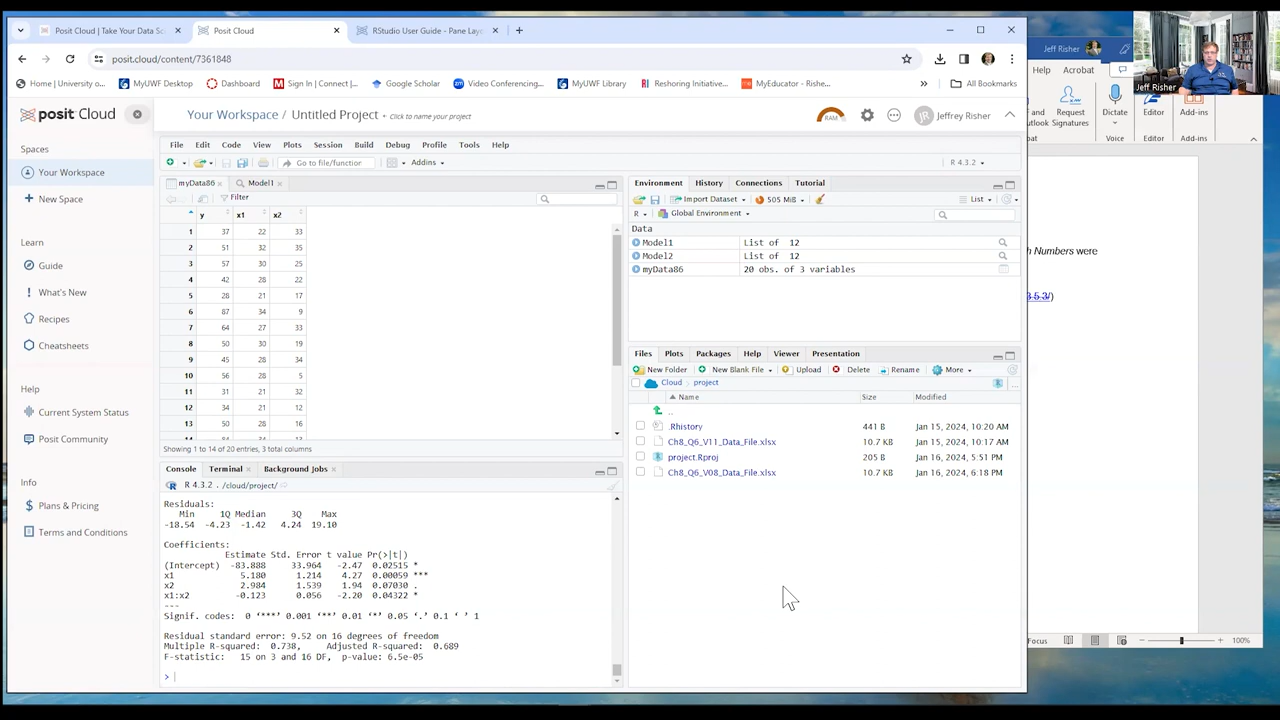 Posit Cloud | Take Your Data Sc
Posit Cloud
RStudio User Guide - Pane Lay
posit.cloud/content/7361848
Home | University o
MyUWF Desktop
Dashboard
Sign In | Connect |
Google Scholar
Video Conferencing...
MyUWF Library
Reshoring Initiative...
MyEducator - Rishe...
All Bookmarks
posit Cloud
Your Workspace / Untitled Project - Click to name your project
RAM
Jeffrey Risher
Spaces
Your Workspace
New Space
Learn
Guide
What's New
Recipes
Cheatsheets
Help
Current System Status
Posit Community
Info
Plans & Pricing
Terms and Conditions
File Edit Code View Plots Session Build Debug Profile Tools Help
Go to file/function
Addins
R 4.3.2
myData86
Model1
Filter
y x1 x2
1 37 22 33
2 51 32 35
3 57 30 25
4 42 28 22
5 28 21 17
6 87 34 9
7 64 27 33
8 50 30 19
9 45 28 34
10 56 28 5
11 31 21 32
12 34 21 12
13 50 28 16
Showing 1 to 14 of 20 entries, 3 total columns
Console Terminal Background Jobs
R 4.3.2 . /cloud/project/
Residuals:
Min 1Q Median 3Q Max
-18.54 -4.23 -1.42 4.24 19.10
Coefficients:
Estimate Std. Error t value Pr(>|t|)
(Intercept) -83.888 33.964 -2.47 0.02515 *
x1 5.180 1.214 4.27 0.00059 ***
x2 2.984 1.539 1.94 0.07030 .
x1:x2 -0.123 0.056 -2.20 0.04322 *
---
Signif. codes: 0 ‘***’ 0.001 ‘**’ 0.01 ‘*’ 0.05 ‘.’ 0.1 ‘ ’ 1
Residual standard error: 9.52 on 16 degrees of freedom
Multiple R-squared: 0.738, Adjusted R-squared: 0.689
F-statistic: 15 on 3 and 16 DF, p-value: 6.5e-05
>
Environment History Connections Tutorial
Import Dataset
505 MiB
List
R
Global Environment
Data
Model1 List of 12
Model2 List of 12
myData86 20 obs. of 3 variables
Files Plots Packages Help Viewer Presentation
New Folder New Blank File Upload Delete Rename More
Cloud project
Name Size Modified
..
.Rhistory 441 B Jan 15, 2024, 10:20 AM
Ch8_Q6_V11_Data_File.xlsx 10.7 KB Jan 15, 2024, 10:17 AM
project.Rproj 205 B Jan 16, 2024, 5:51 PM
Ch8_Q6_V08_Data_File.xlsx 10.7 KB Jan 16, 2024, 6:18 PM
Jeff Risher
Jeff Risher
Help Acrobat
Request
Signatures
Dictate
Editor
Add-ins
Voice
Editor
Add-ins
Numbers were
3.5.3/)
Focus
100%